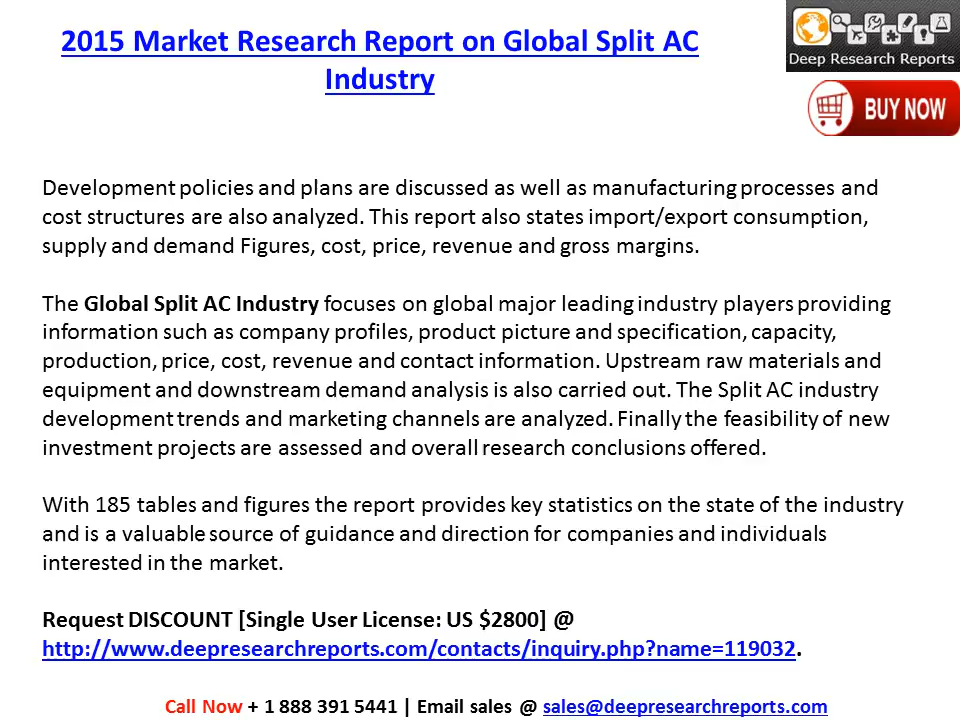 2015 Market Research Report on Global Split AC
Industry
Deep Research Reports
BUY NOW
Development policies and plans are discussed as well as manufacturing processes and
cost structures are also analyzed. This report also states import/export consumption,
supply and demand Figures, cost, price, revenue and gross margins.
The Global Split AC Industry focuses on global major leading industry players providing
information such as company profiles, product picture and specification, capacity,
production, price, cost, revenue and contact information. Upstream raw materials and
equipment and downstream demand analysis is also carried out. The Split AC industry
development trends and marketing channels are analyzed. Finally the feasibility of new
investment projects are assessed and overall research conclusions offered.
With 185 tables and figures the report provides key statistics on the state of the industry
and is a valuable source of guidance and direction for companies and individuals
interested in the market.
Request DISCOUNT [Single User License: US $2800] @
http://www.deepresearchreports.com/contacts/inquiry.php?name=119032.
Call Now + 1 888 391 5441 | Email sales @ sales@deepresearchreports.com